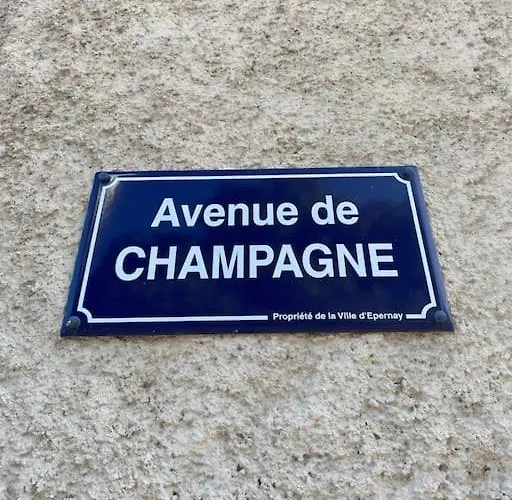 Avenue de
CHAMPAGNE
Propriété de la Ville d'Epernay